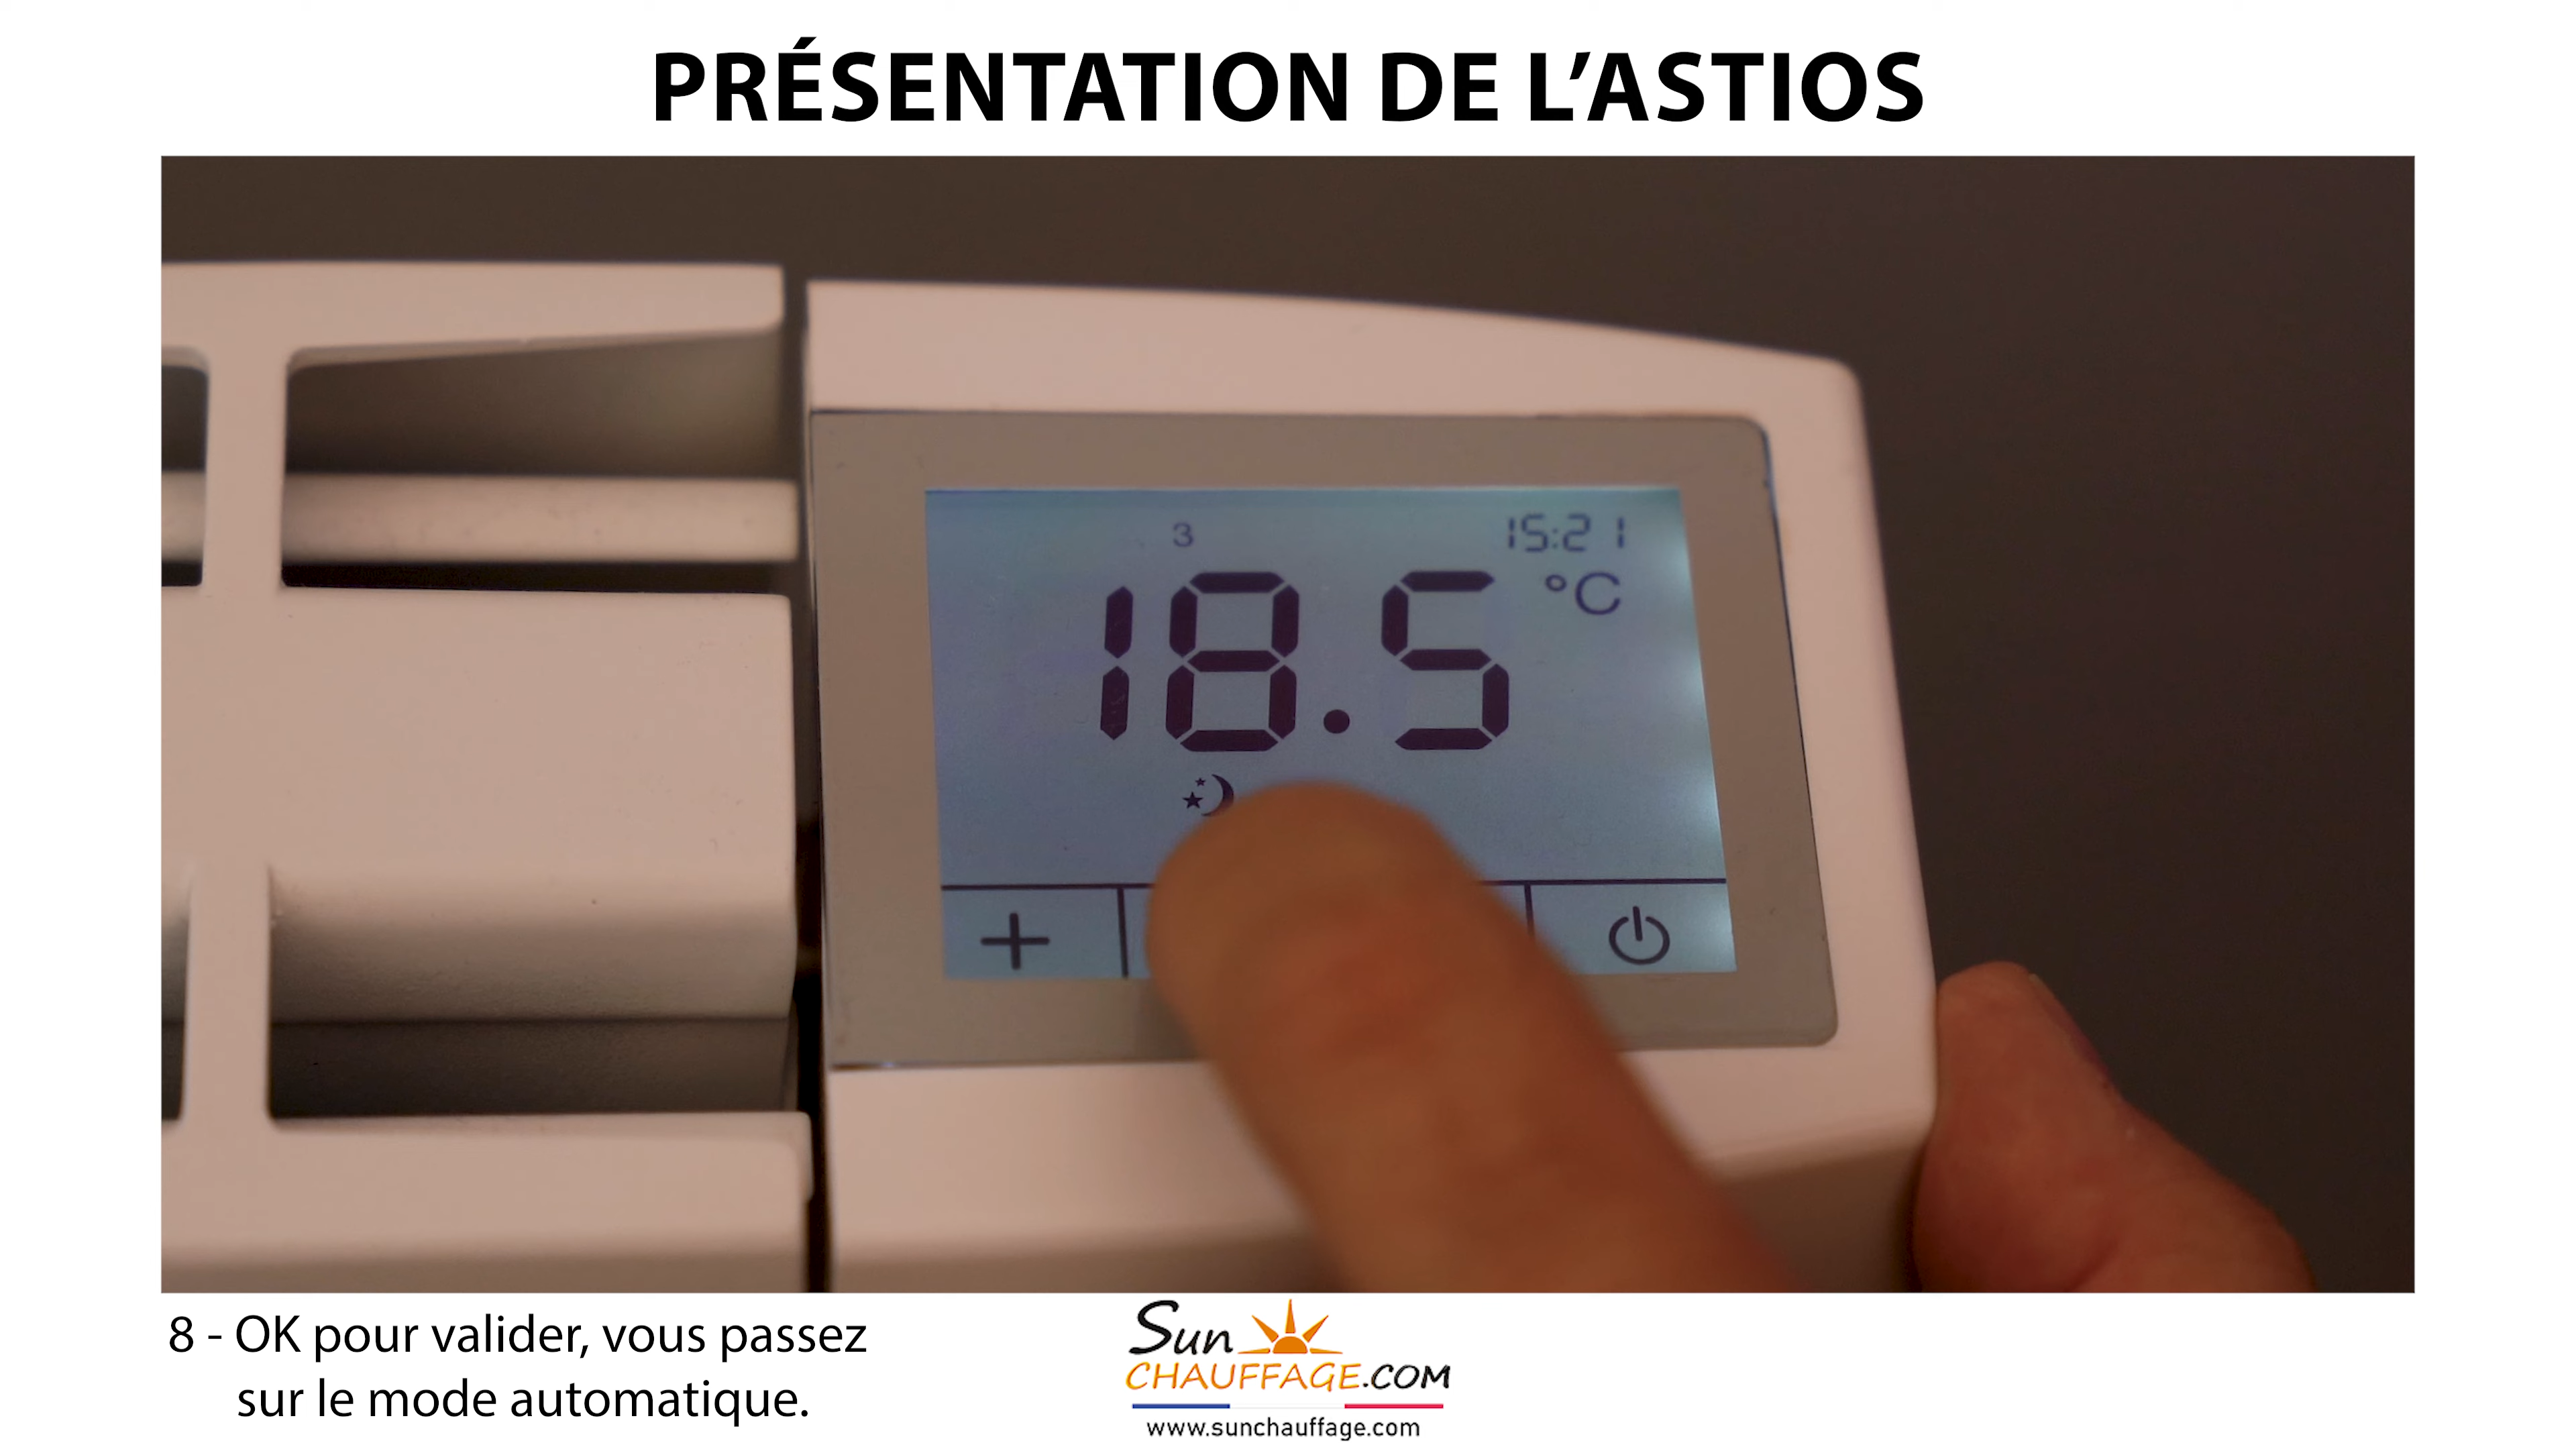 PRÉSENTATION DE L’ASTIOS
3
15:21
18.5 °C
+
8 - OK pour valider, vous passez
sur le mode automatique.
Sun
CHAUFFAGE.COM
www.sunchauffage.com